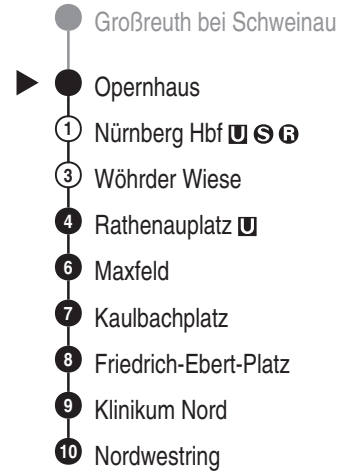 Großreuth bei Schweinau
Opernhaus
1 Nürnberg Hbf U S R
3 Wöhrder Wiese
4 Rathenauplatz U
6 Maxfeld
7 Kaulbachplatz
8 Friedrich-Ebert-Platz
9 Klinikum Nord
10 Nordwestring